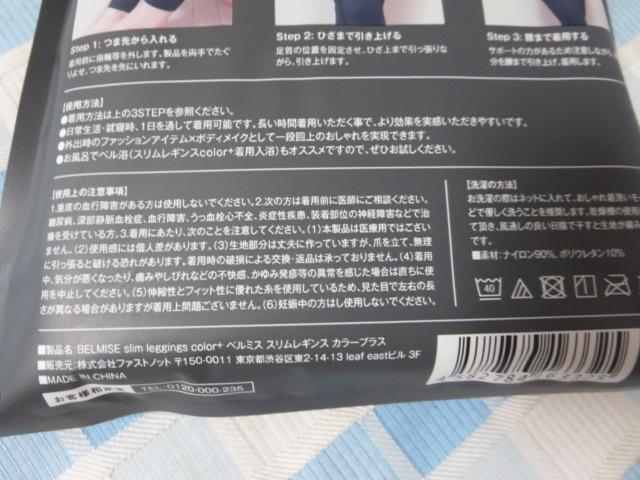 Step 1: つま先から入れる
着用前に指輪等を外します。製品を両手でたぐ
りよせ、つま先を先にいれます。
Step 2: ひざまで引き上げる
足首の位置を固定させ、ひざ上まで引っ張りな
がら、引き上げます。
Step 3: 腰まで着用する
サポートの力があるため注意しなが
分を腰まで引き上げ、着用します。
【使用方法】
●着用方法は上の3STEPを参照ください。
●日常生活・就寝時、1日を通して着用可能です。長い時間着用いただく事で、より効果を実感いただきやすいです。
●外出時のファッションアイテム×ボディメイクとして一段回上のおしゃれを実現できます。
●お風呂でベル浴(スリムレギンスcolor+着用入浴)もオススメですので、ぜひお試しください。
【使用上の注意事項】
1.重度の血行障害がある方は使用しないでください。2.次の方は着用前に医師にご相談ください。
糖尿病、深部静脈血栓症、血行障害、うっ血性心不全、炎症性疾患、装着部位の神経障害などで治
療を受けている方。3.着用にあたり、次のことを注意してください。(1)本製品は医療用ではござい
ません。(2)使用感には個人差があります。(3)生地部分は丈夫に作っていますが、爪を立て、無理
に引っ張ると破ける恐れがあります。着用時の破損による交換・返品は承っておりません。(4)着用
中、気分が悪くなったり、痛みやしびれなどの不快感、かゆみ発疹等の異常を感じた場合は直ちに使
用を中止してください。(5)伸縮性とフィット性に優れた糸を使用しているため、見た目で左右の長
さが異なる場合がありますが着用上問題ございません。(6)妊娠中の方はし使用しないでください。
【洗濯の方法】
お洗濯の際はネットに入れて、おしゃれ着洗い
どで優しく洗うことを推奨します。乾燥機の使
て頂き、風通しの良い日陰で干すと生地が
です。
■素材:ナイロン90%、ポリウレタン10%
40
■製品名:BELMISE slim leggings color+ ベルミス スリムレギンス カラープラス
■販売元:株式会社ファストノット 〒150-0011 東京都渋谷区東2-14-13 leaf eastビル 3F
■MADE IN CHINA
お客様相談室 TEL:0120-000-235